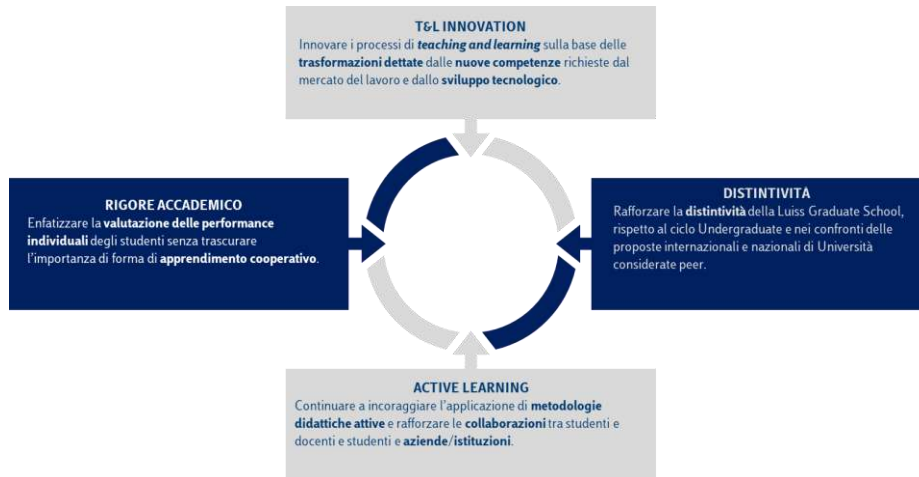 T&L INNOVATION
Innovare i processi di teaching and learning sulla base delle
trasformazioni dettate dalle nuove competenze richieste dal
mercato del lavoro e dallo sviluppo tecnologico.
RIGORE ACCADEMICO
Enfatizzare la valutazione delle performance
individuali degli studenti senza trascurare
l'importanza di forma di apprendimento cooperativo.
DISTINTIVITÀ
Rafforzare la distintività della Luiss Graduate School,
rispetto al ciclo Undergraduate e nei confronti delle
proposte internazionali e nazionali di Università
considerate peer.
ACTIVE LEARNING
Continuare a incoraggiare l'applicazione di metodologie
didattiche attive e rafforzare le collaborazioni tra studenti e
docenti e studenti e aziende/istituzioni.